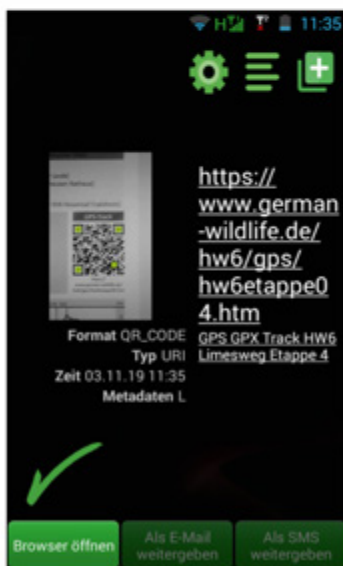 H 11:35
https://
www.german
-wildlife.de/
hw6/gps/
hw6etappe0
4.htm
GPS GPX Track HW6
Limesweg Etappe 4
GPS Track
Format QR_CODE
Typ URI
Zeit 03.11.19 11:35
Metadaten L
Browser öffnen
Als E-Mail
weitergeben
Als SMS
weitergeben